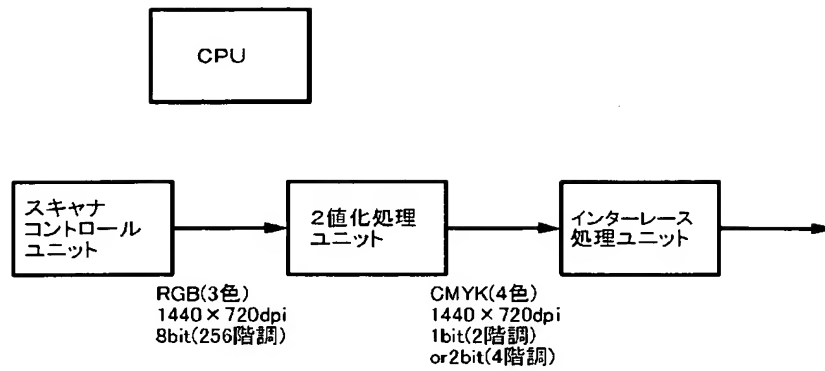 CPU
スキャナ
コントロール
ユニット
2値化処理
ユニット
インターレース
処理ユニット
RGB(3色)
1440×720dpi
8bit(256階調)
CMYK(4色)
1440×720dpi
1bit(2階調)
or2bit(4階調)